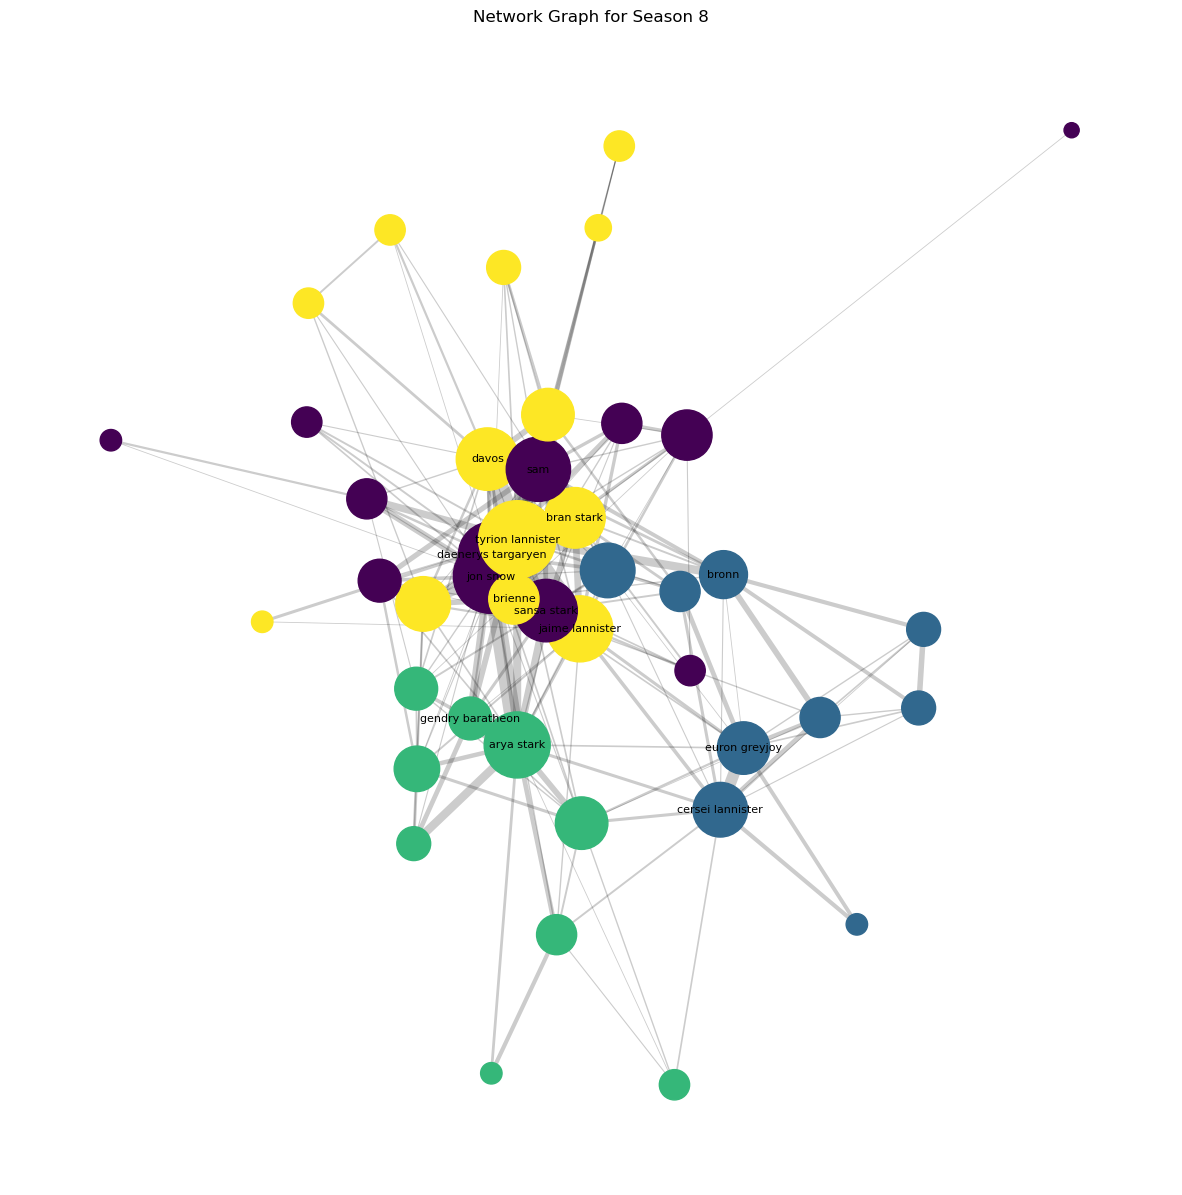 Network Graph for Season 8
davos
sam
bran stark
tyrion lannister
daenerys targaryen
jon snow
bronn
brienne
sansa stark
jaime lannister
gendry baratheon
arya stark
euron greyjoy
cersei lannister